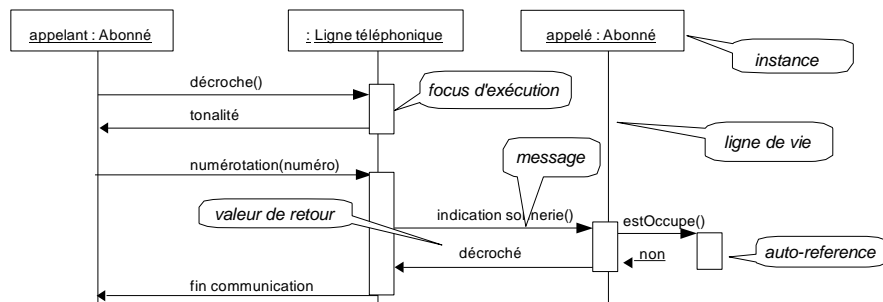 appelant : Abonné
: Ligne téléphonique
appelé : Abonné
instance
décroche()
focus d'exécution
tonalité
ligne de vie
message
numérotation(numéro)
valeur de retour
indication sonnerie()
estOccupe()
décroché
non
auto-reference
fin communication